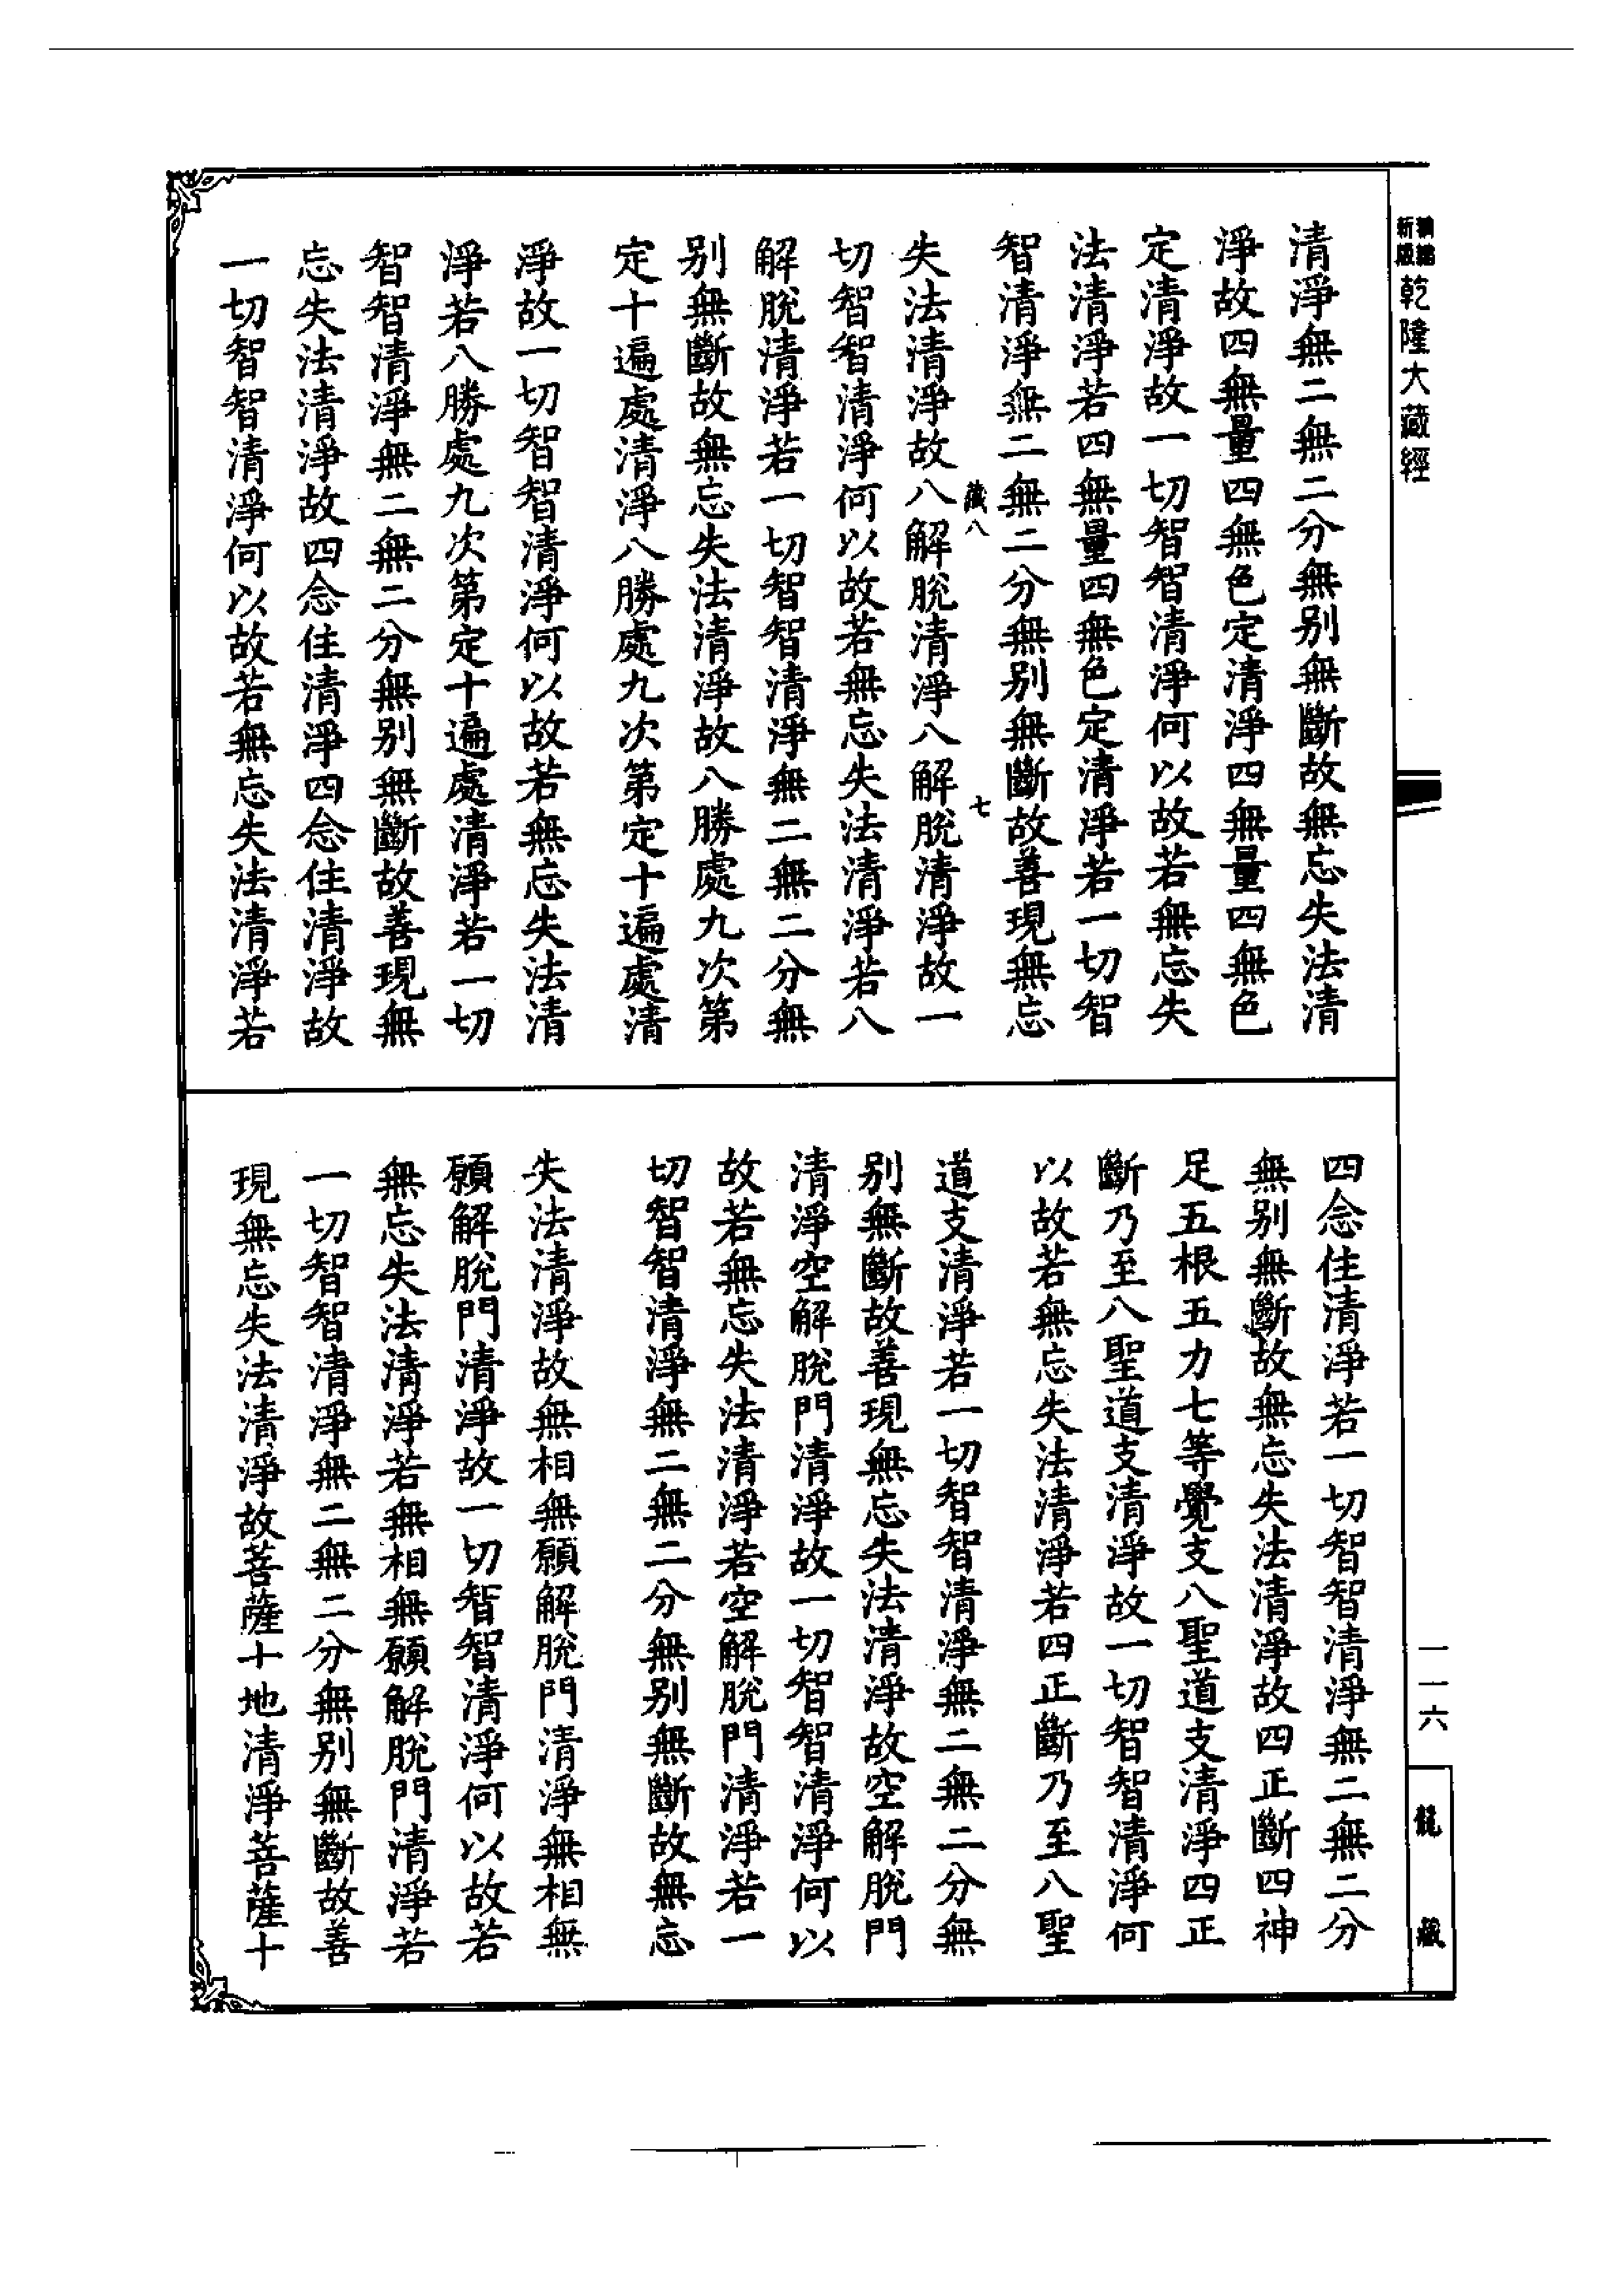 新編
新版
乾隆大藏經
清淨無二無二分無別無斷故無忘失法清
淨故四無量四無色定清淨四無量四無色
定清淨故一切智智清淨何以故若無忘失
法清淨若四無量四無色定清淨若一切智
智清淨無二無二分無別無斷故善現無忘
藏八 七
失法清淨故八解脫清淨八解脫清淨故一
切智智清淨何以故若無忘失法清淨若八
解脫清淨若一切智智清淨無二無二分無
別無斷故無忘失法清淨故八勝處九次第
定十遍處清淨八勝處九次第定十遍處清
淨故一切智智清淨何以故若無忘失法清
淨若八勝處九次第定十遍處清淨若一切
智智清淨無二無二分無別無斷故善現無
忘失法清淨故四念住清淨四念住清淨故
一切智智清淨何以故若無忘失法清淨若
四念住清淨若一切智智清淨無二無二分
無別無斷故無忘失法清淨故四正斷四神
足五根五力七等覺支八聖道支清淨四正
斷乃至八聖道支清淨故一切智智清淨何
以故若無忘失法清淨若四正斷乃至八聖
道支清淨若一切智智清淨無二無二分無
別無斷故善現無忘失法清淨故空解脫門
清淨空解脫門清淨故一切智智清淨何以
故若無忘失法清淨若空解脫門清淨若一
切智智清淨無二無二分無別無斷故無忘
失法清淨故無相無願解脫門清淨無相無
願解脫門清淨故一切智智清淨何以故若
無忘失法清淨若無相無願解脫門清淨若
一切智智清淨無二無二分無別無斷故善
現無忘失法清淨故菩薩十地清淨菩薩十
一一六
龍藏